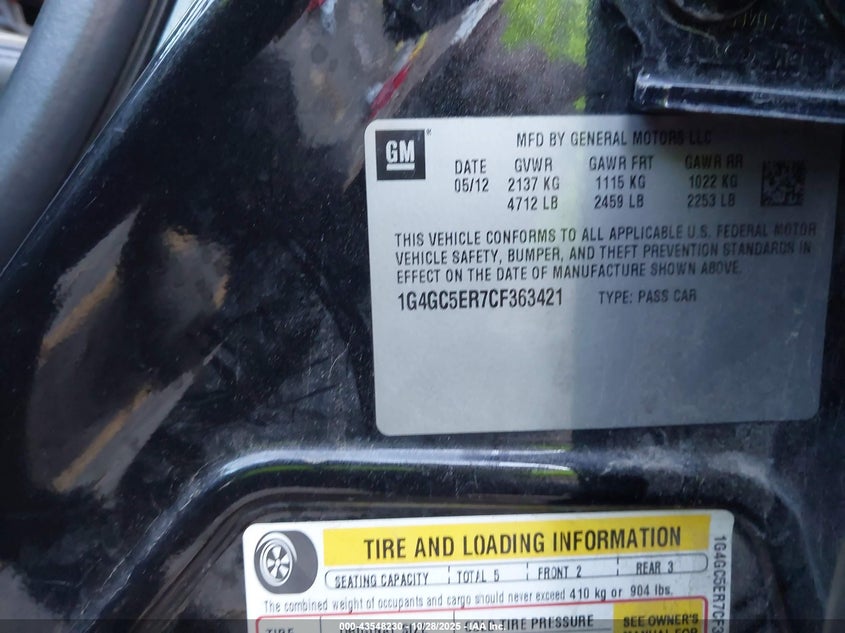 GM
MFD BY GENERAL MOTORS LLC
DATE GVWR GAWR FRT GAWR RR
05/12 2137 KG 1115 KG 1022 KG
4712 LB 2459 LB 2253 LB
THIS VEHICLE CONFORMS TO ALL APPLICABLE U.S. FEDERAL MOTOR
VEHICLE SAFETY, BUMPER, AND THEFT PREVENTION STANDARDS IN
EFFECT ON THE DATE OF MANUFACTURE SHOWN ABOVE.
1G4GC5ER7CF363421 TYPE: PASS CAR
TIRE AND LOADING INFORMATION
SEATING CAPACITY TOTAL 5 FRONT 2 REAR 3
The combined weight of occupants and cargo should never exceed 410 kg or 904 lbs.
TIRE ORIGINAL SIZE TIRE PRESSURE SEE OWNER'S
1G4GC5ER7CF3
000-43548230 - 10/28/2025 - IAA Inc